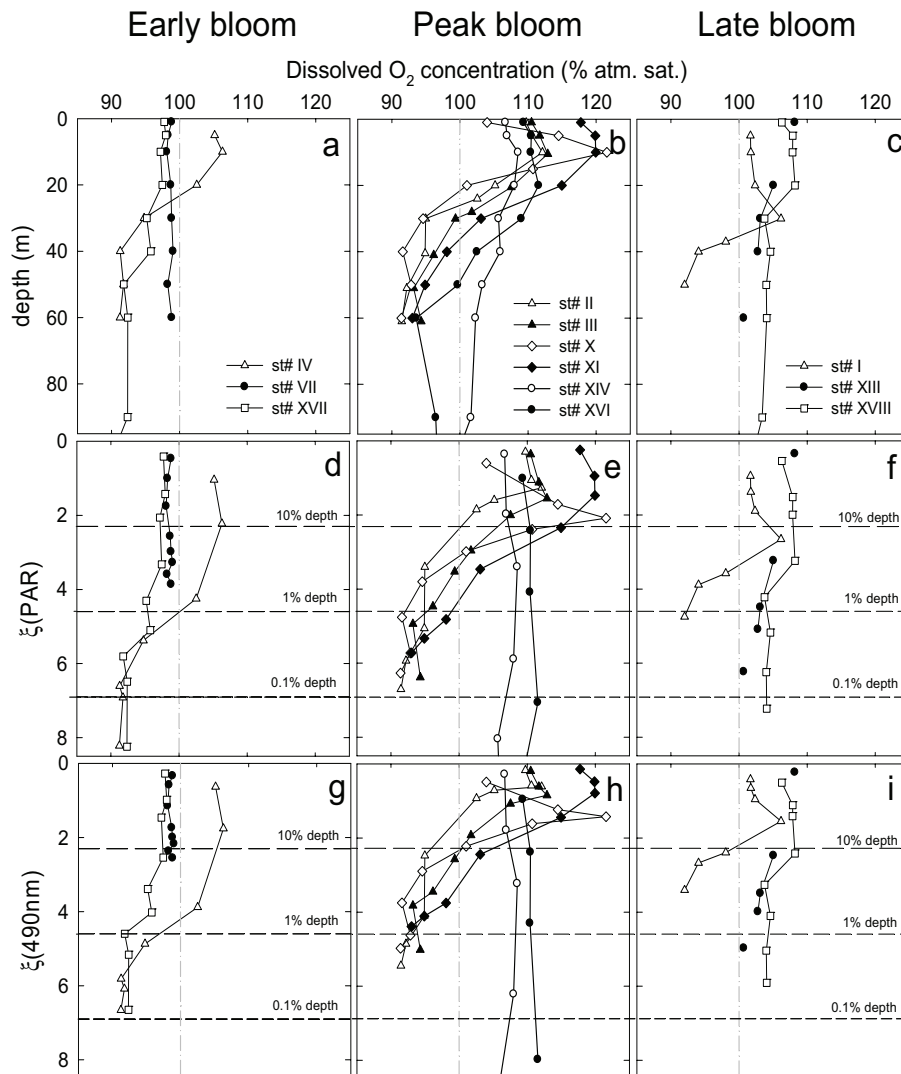 Early bloom Peak bloom Late bloom
Dissolved O₂ concentration (% atm. sat.)
90 100 110 120 90 100 110 120 90 100 110 120
0
20
40
60
80
depth (m)
a
st# IV
st# VII
st# XVII
b
st# II
st# III
st# X
st# XI
st# XIV
st# XVI
c
st# I
st# XIII
st# XVIII
0
2
4
6
8
ξ(PAR)
d
10% depth
1% depth
0.1% depth
e
f
10% depth
1% depth
0.1% depth
0
2
4
6
8
ξ(490nm)
g
10% depth
1% depth
0.1% depth
h
i
10% depth
1% depth
0.1% depth